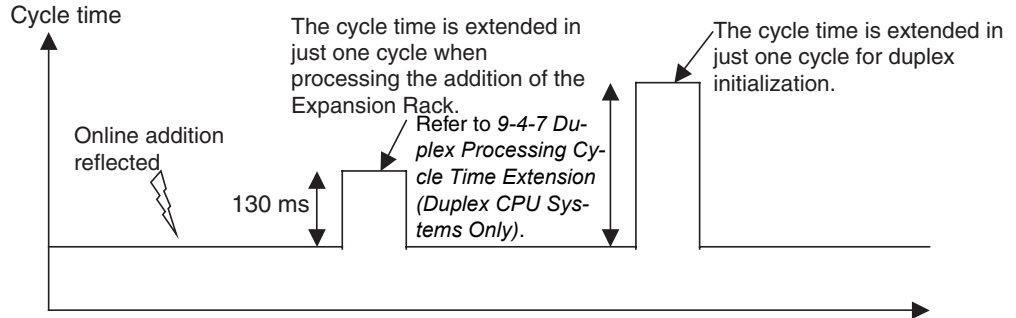 Cycle time
The cycle time is extended in
just one cycle when
processing the addition of the
Expansion Rack.
The cycle time is extended in
just one cycle for duplex
initialization.
Online addition
reflected
130 ms
Refer to 9-4-7 Du-
plex Processing Cy-
cle Time Extension
(Duplex CPU Sys-
tems Only).